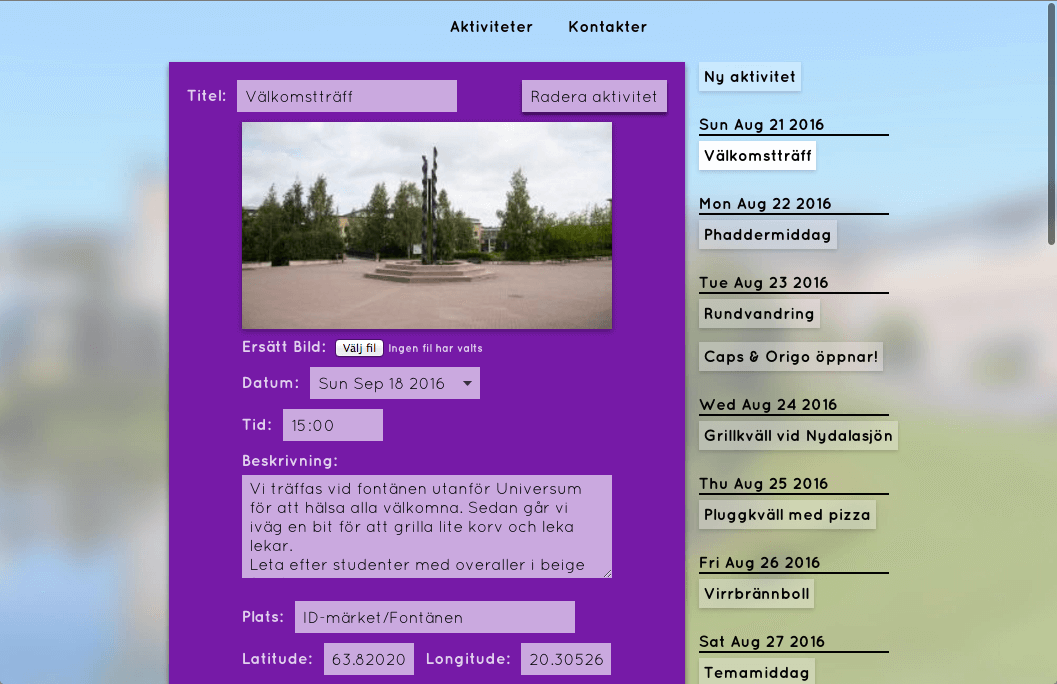 Aktiviteter Kontakter
Titel: Välkomstträff Radera aktivitet
Ersätt Bild: Välj fil Ingen fil har valts
Datum: Sun Sep 18 2016
Tid: 15:00
Beskrivning:
Vi träffas vid fontänen utanför Universum
för att hälsa alla välkomna. Sedan går vi
iväg en bit för att grilla lite korv och leka
lekar.
Leta efter studenter med overaller i beige
Plats: ID-märket/Fontänen
Latitude: 63.82020 Longitude: 20.30526
Ny aktivitet
Sun Aug 21 2016
Välkomstträff
Mon Aug 22 2016
Phaddermiddag
Tue Aug 23 2016
Rundvandring
Caps & Origo öppnar!
Wed Aug 24 2016
Grillkväll vid Nydalasjön
Thu Aug 25 2016
Pluggkväll med pizza
Fri Aug 26 2016
Virrbrännboll
Sat Aug 27 2016
Temamiddag